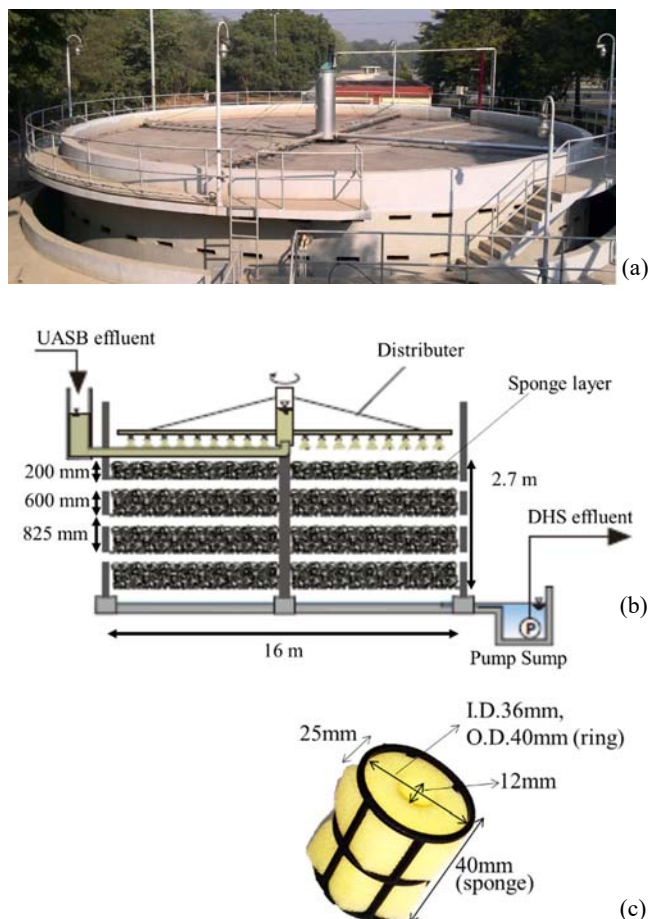 (a)
UASB effluent
Distributer
Sponge layer
200 mm
2.7 m
600 mm
DHS effluent
825 mm
(b)
P
16 m
Pump Sump
I.D.36mm,
25mm
O.D.40mm (ring)
12mm
40mm
(sponge)
(c)